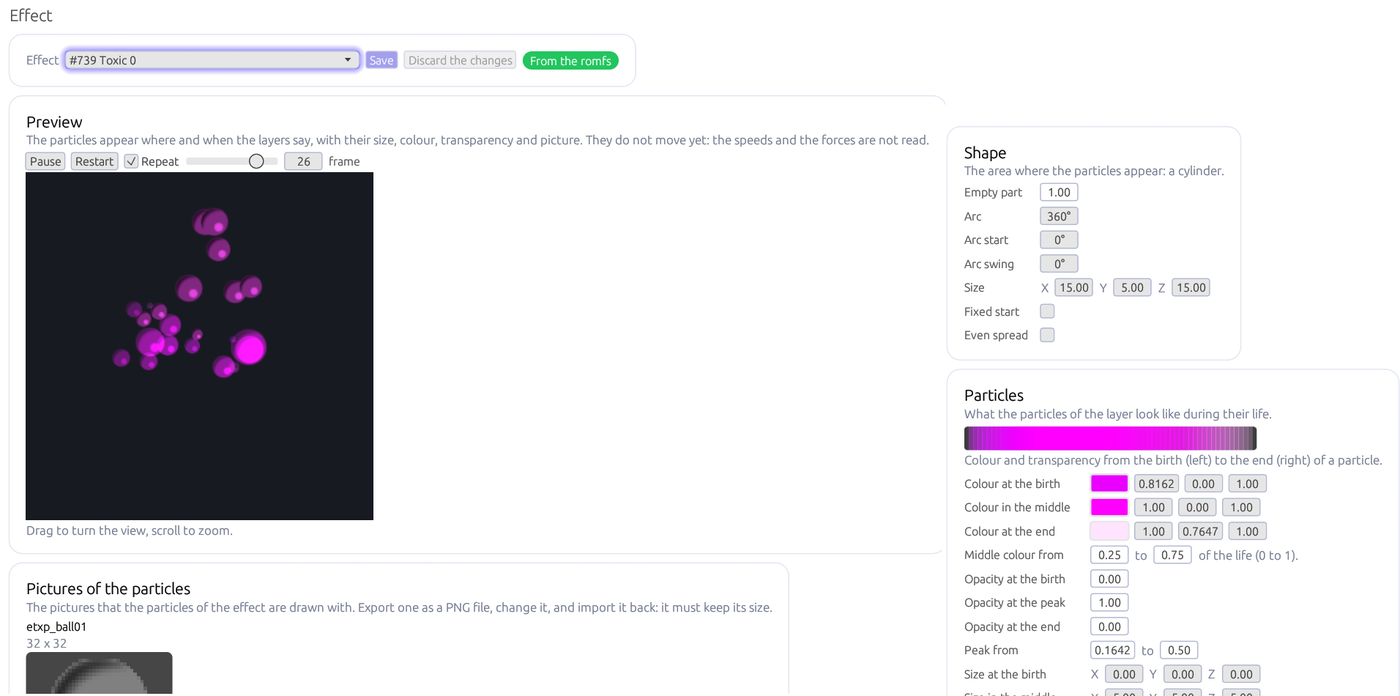 Effect
Effect #739 Toxic 0 Save Discard the changes From the romfs
Preview
The particles appear where and when the layers say, with their size, colour, transparency and picture. They do not move yet: the speeds and the forces are not read.
Pause Restart Repeat 26 frame
Drag to turn the view, scroll to zoom.
Pictures of the particles
The pictures that the particles of the effect are drawn with. Export one as a PNG file, change it, and import it back: it must keep its size.
etxp_ball01
32 x 32
Shape
The area where the particles appear: a cylinder.
Empty part 1.00
Arc 360°
Arc start 0°
Arc swing 0°
Size X 15.00 Y 5.00 Z 15.00
Fixed start
Even spread
Particles
What the particles of the layer look like during their life.
Colour and transparency from the birth (left) to the end (right) of a particle.
Colour at the birth 0.8162 0.00 1.00
Colour in the middle 1.00 0.00 1.00
Colour at the end 1.00 0.7647 1.00
Middle colour from 0.25 to 0.75 of the life (0 to 1).
Opacity at the birth 0.00
Opacity at the peak 1.00
Opacity at the end 0.00
Peak from 0.1642 to 0.50
Size at the birth X 0.00 Y 0.00 Z 0.00